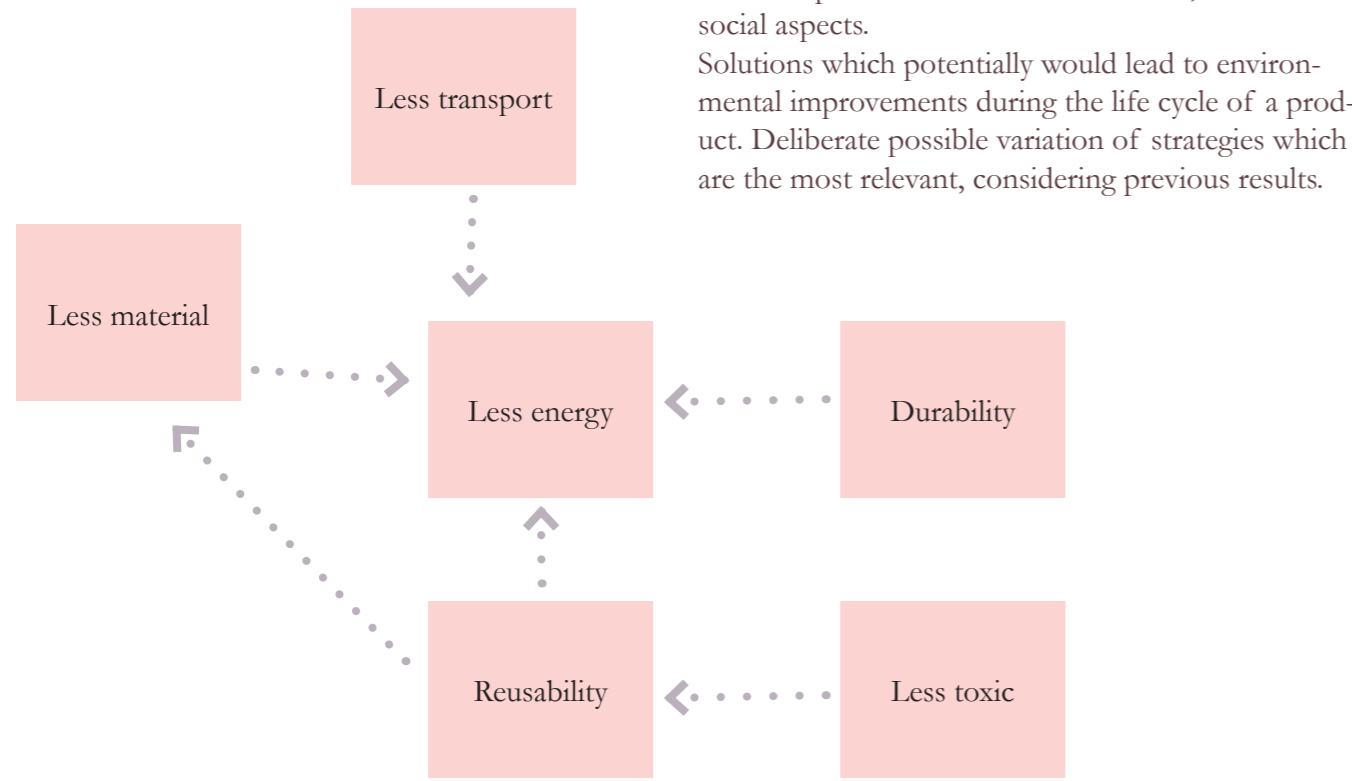 social aspects.
Solutions which potentially would lead to environ-
mental improvements during the life cycle of a prod-
uct. Deliberate possible variation of strategies which
are the most relevant, considering previous results.
Less transport
Less material
Less energy
Durability
Reusability
Less toxic